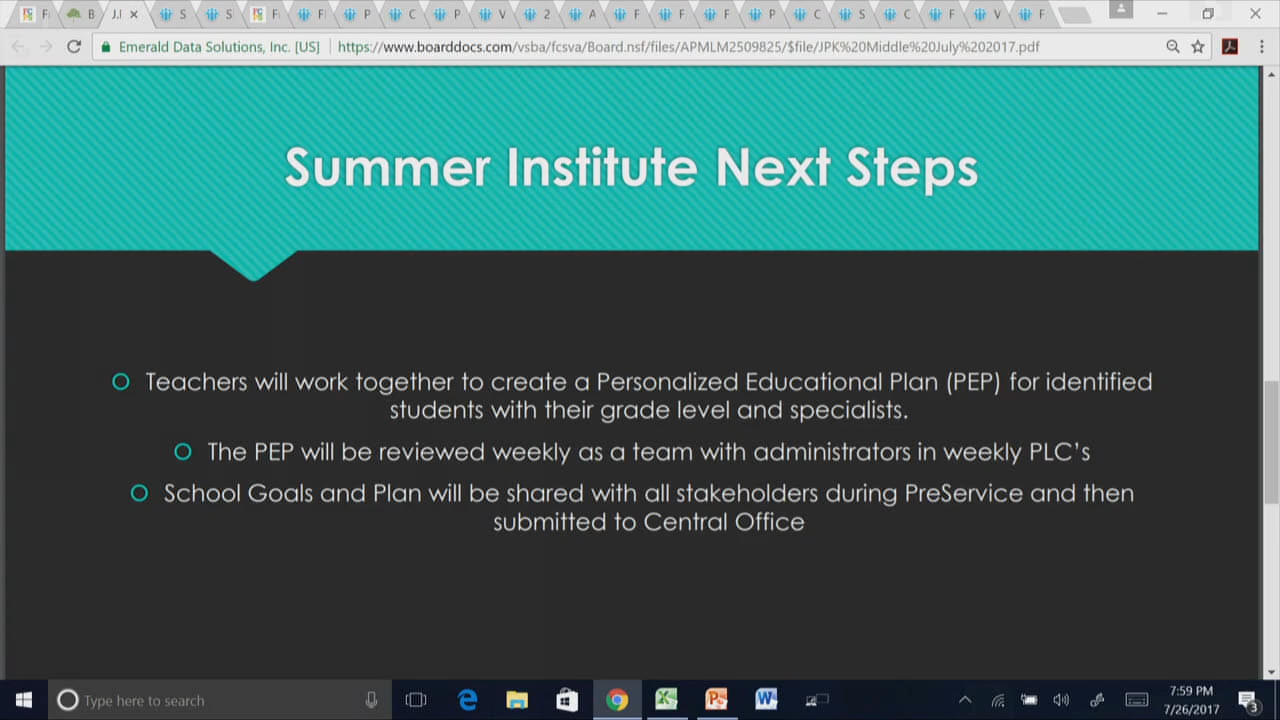 F
B
J.
S
S
F
F
P
C
P
V
2
A
F
F
F
P
C
S
C
F
V
F
Emerald Data Solutions, Inc. [US]
https://www.boarddocs.com/vsba/fcsva/Board.nsf/files/APMLM2509825/$file/JPK%20Middle%20July%202017.pdf
Summer Institute Next Steps
Teachers will work together to create a Personalized Educational Plan (PEP) for identified
students with their grade level and specialists.
The PEP will be reviewed weekly as a team with administrators in weekly PLC's
School Goals and Plan will be shared with all stakeholders during PreService and then
submitted to Central Office
Type here to search
7:59 PM
7/26/2017
3